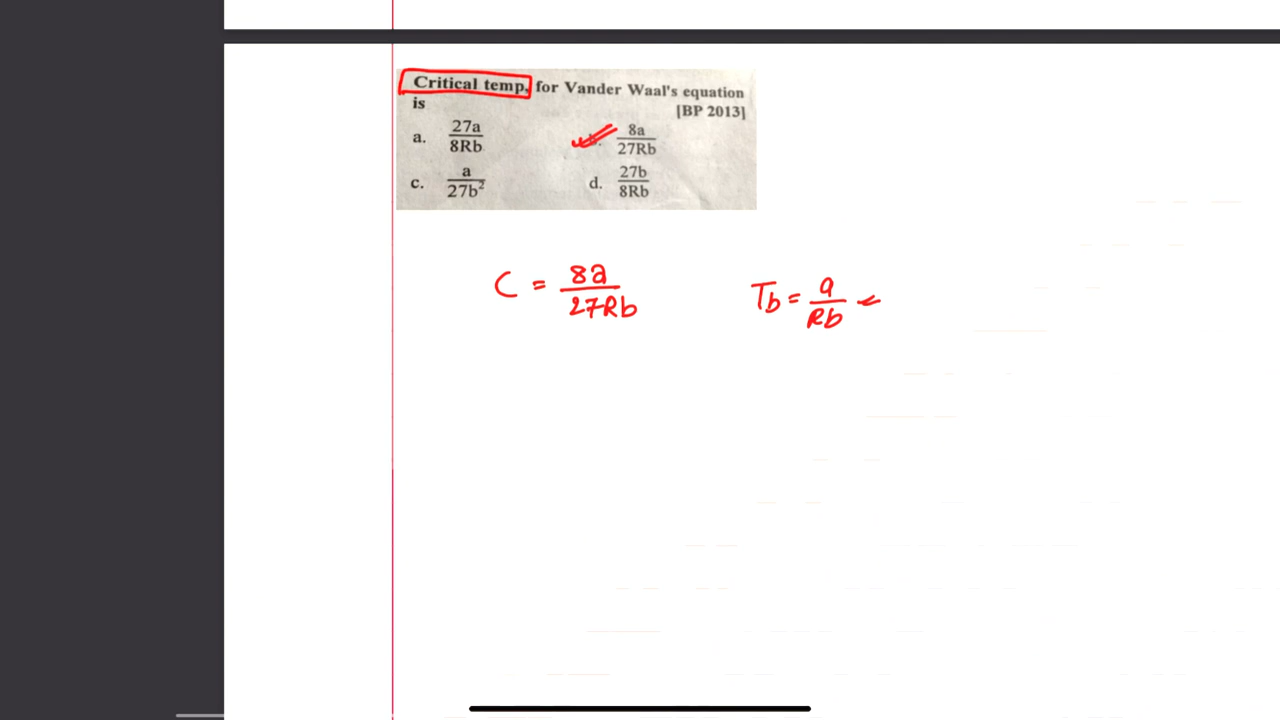 Critical temp, for Vander Waal's equation
is
[BP 2013]
a. 27a/8Rb
8a/27Rb
c. a/27b²
d. 27b/8Rb
C = 8a/27Rb
Tb = a/Rb